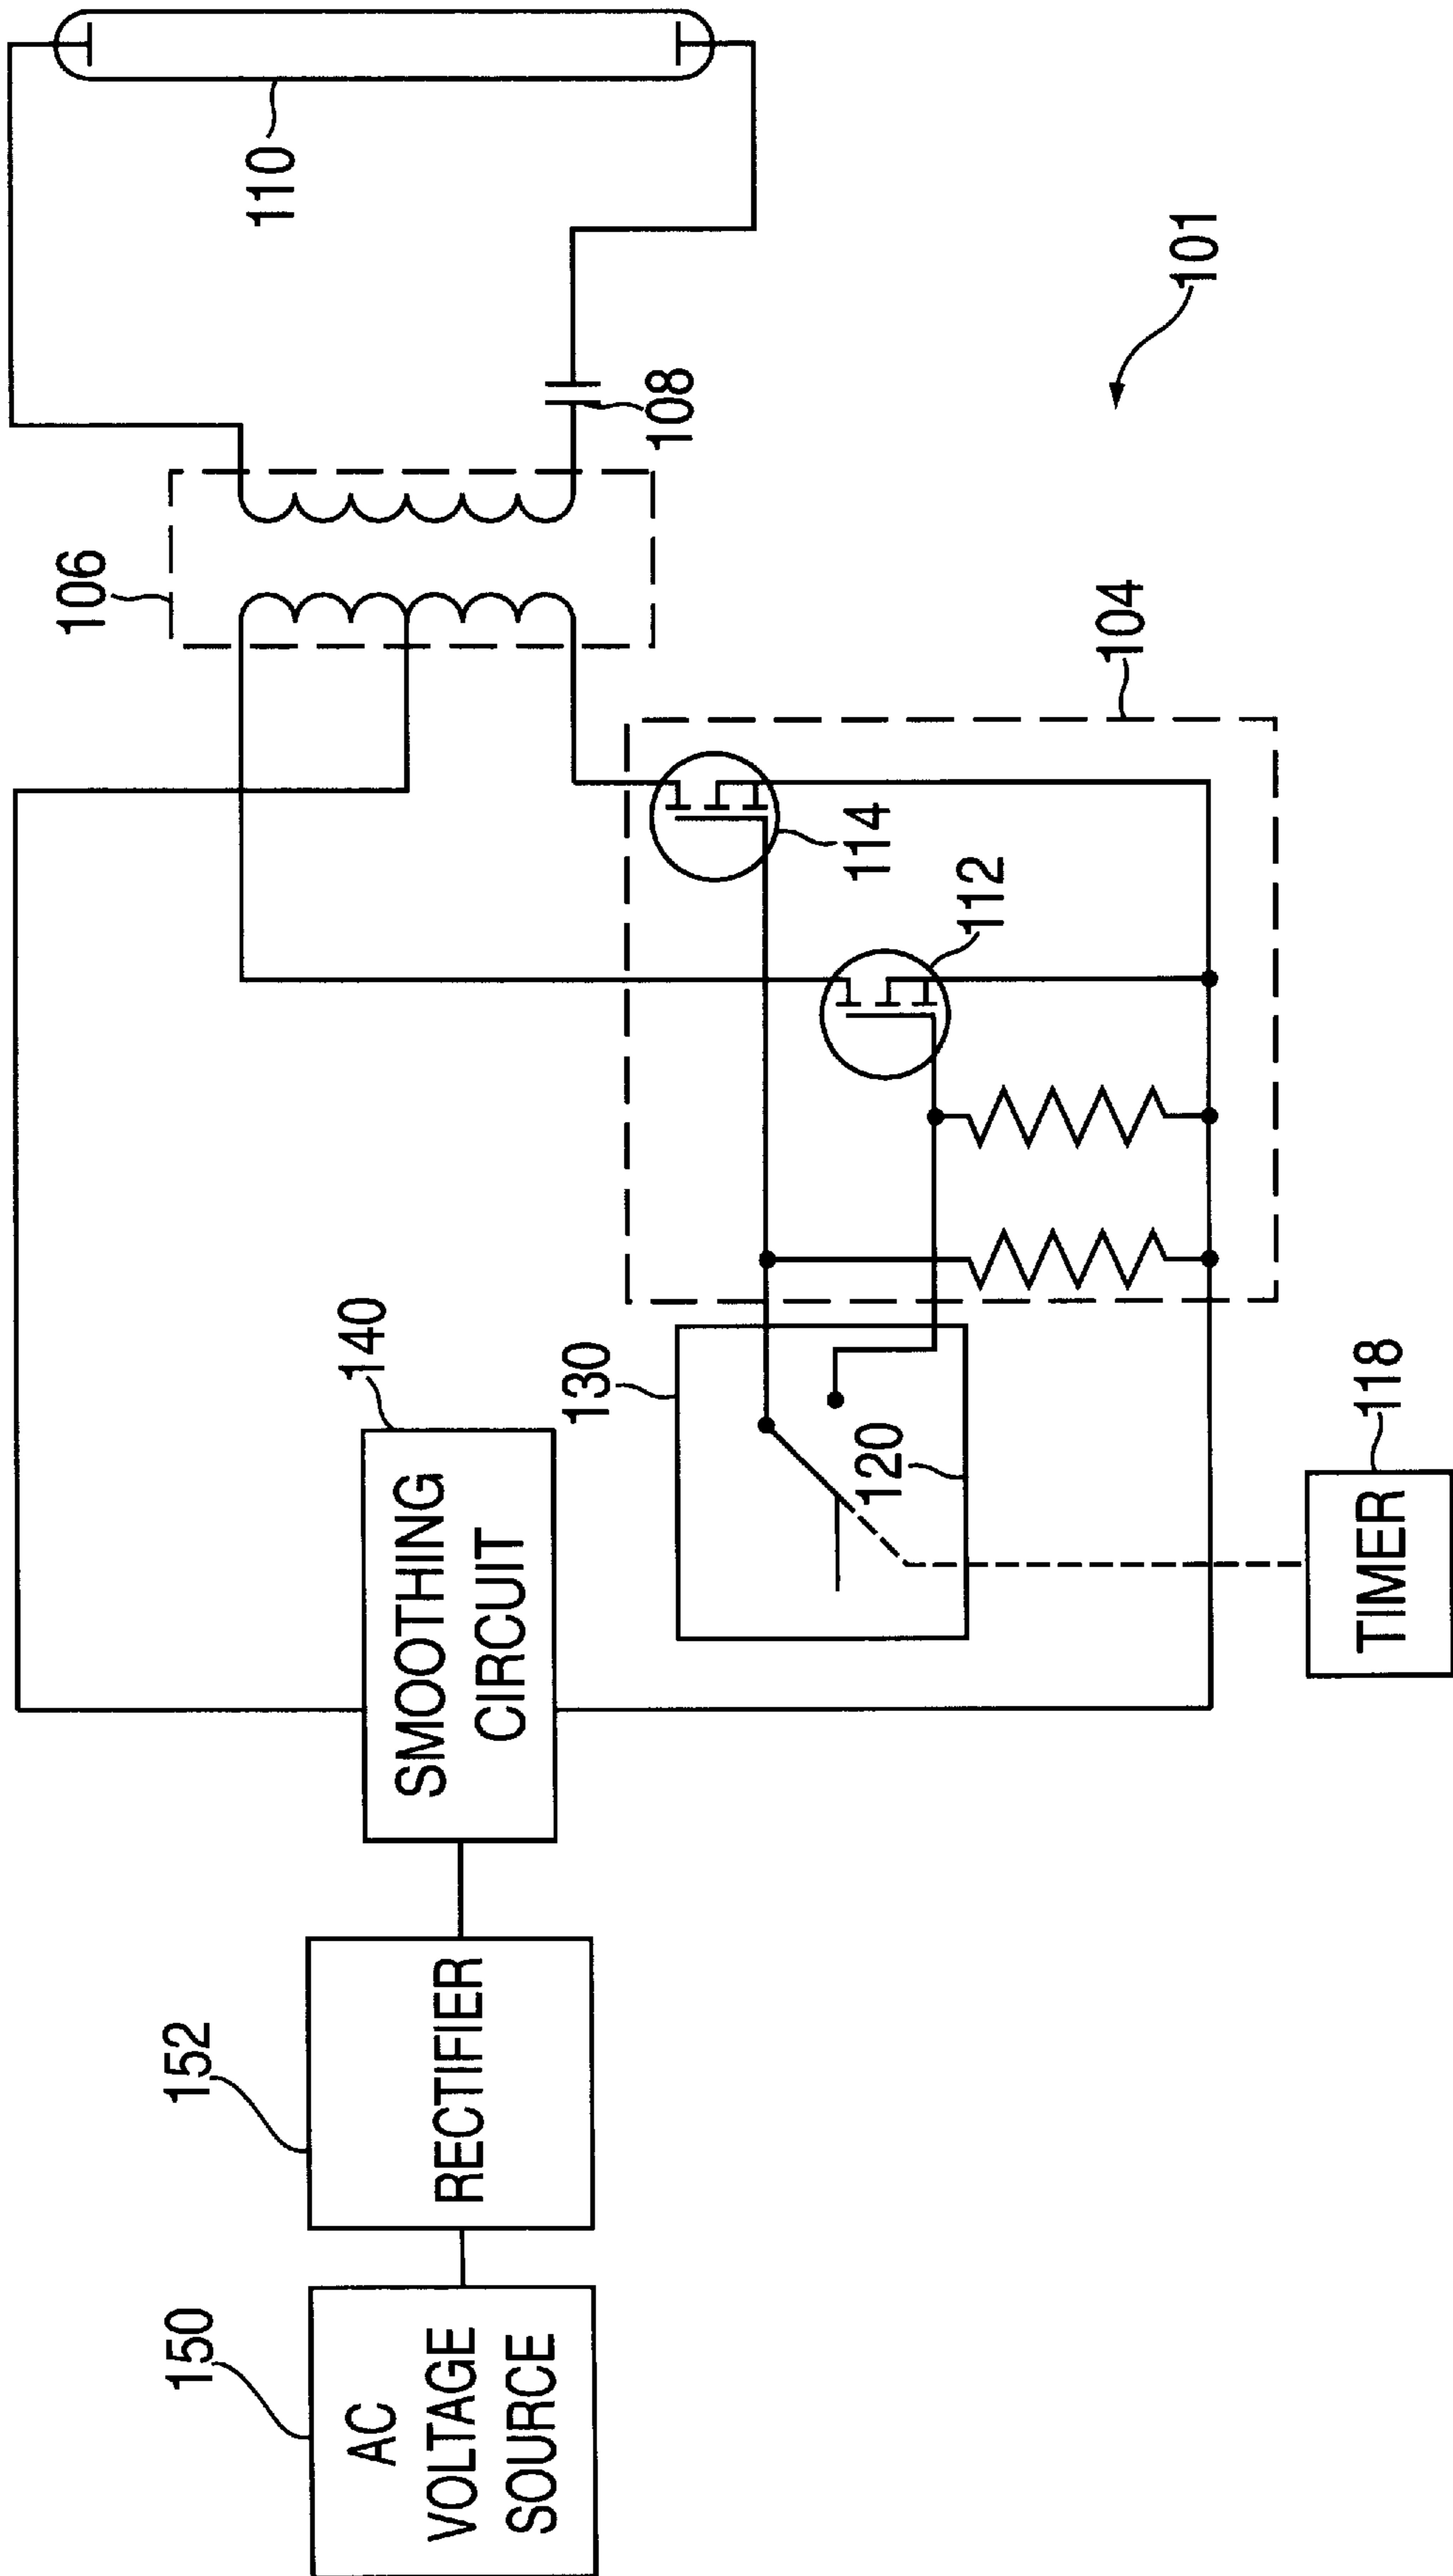 150
AC
VOLTAGE
SOURCE
152
RECTIFIER
140
SMOOTHING
CIRCUIT
130
120
TIMER
118
106
104
114
112
108
110
101